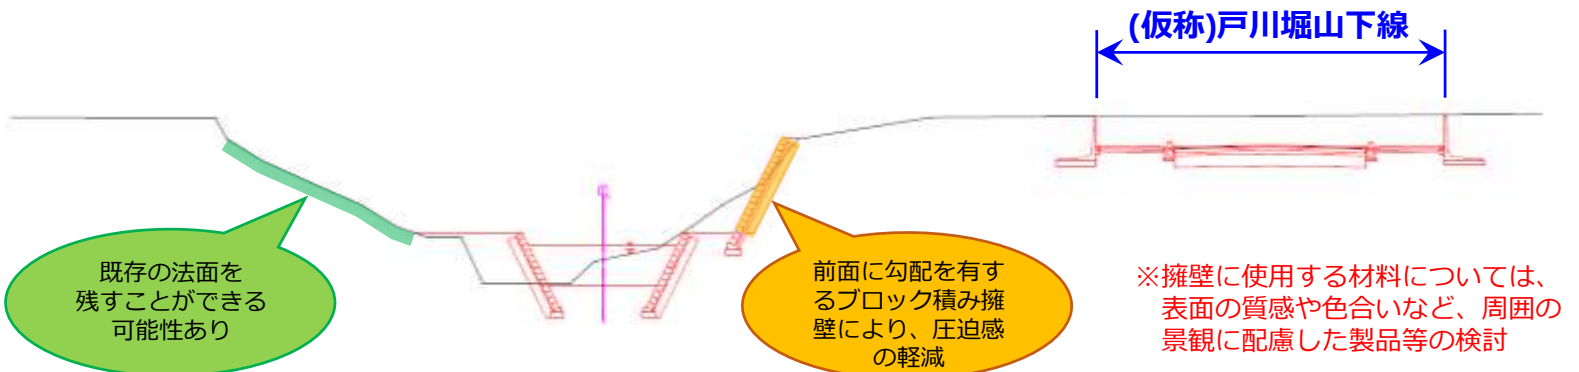 (仮称)戸川堀山下線
既存の法面を
残すことができる
可能性あり
前面に勾配を有す
るブロック積み擁
壁により、圧迫感
の軽減
※擁壁に使用する材料については、
表面の質感や色合いなど、周囲の
景観に配慮した製品等の検討